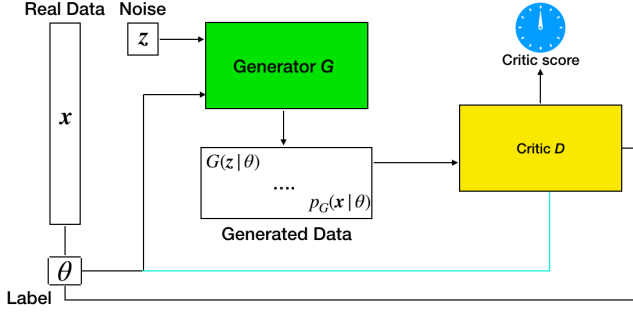 Real Data
Noise
z
x
Generator G
Critic score
Critic D
G(z | θ)
....
p_G(x | θ)
Generated Data
θ
Label